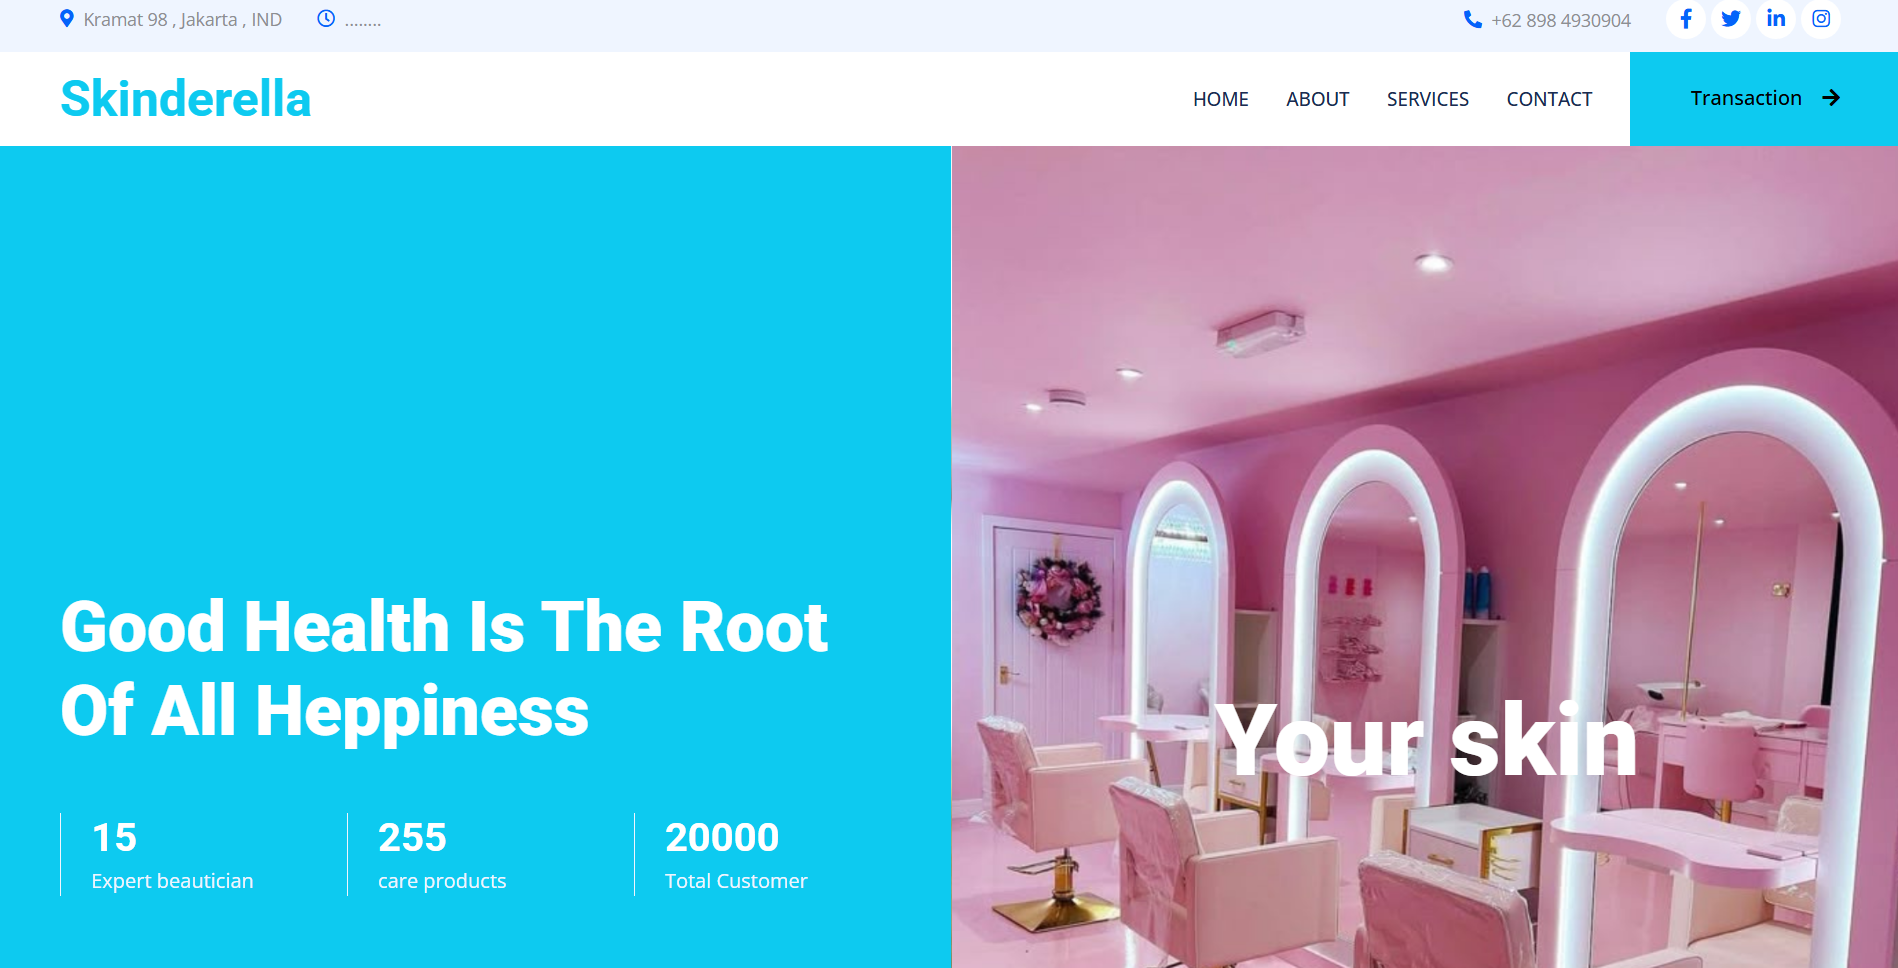 Kramat 98 , Jakarta , IND
........
+62 898 4930904
Skinderella
HOME
ABOUT
SERVICES
CONTACT
Transaction
Good Health Is The Root
Of All Heppiness
15
Expert beautician
255
care products
20000
Total Customer
Your skin